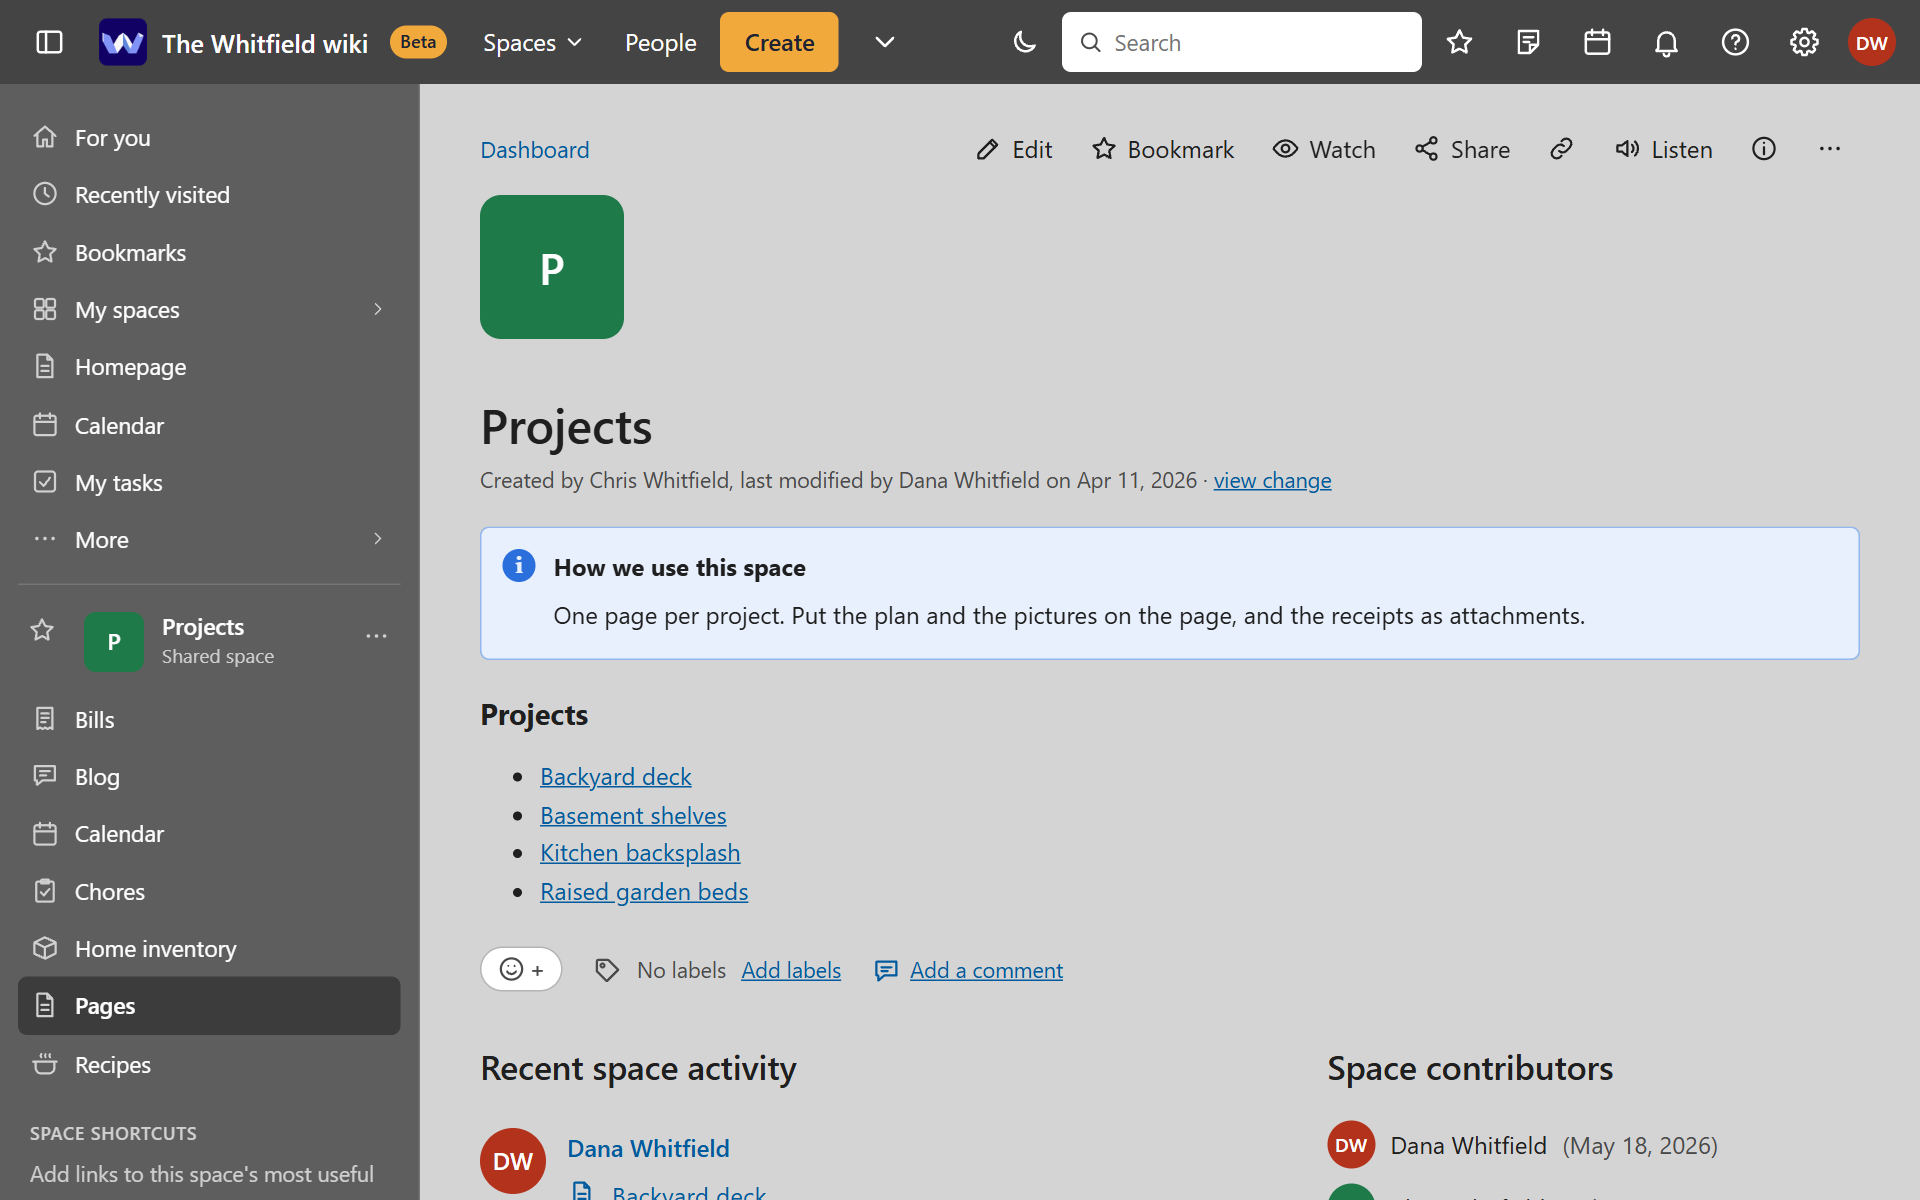 The Whitfield wiki
Beta
Spaces
People
Create
Search
DW
For you
Recently visited
Bookmarks
My spaces
Homepage
Calendar
My tasks
More
P
Projects
Shared space
Bills
Blog
Calendar
Chores
Home inventory
Pages
Recipes
SPACE SHORTCUTS
Add links to this space's most useful
Dashboard
Edit
Bookmark
Watch
Share
Listen
P
Projects
Created by Chris Whitfield, last modified by Dana Whitfield on Apr 11, 2026 · view change
How we use this space
One page per project. Put the plan and the pictures on the page, and the receipts as attachments.
Projects
Backyard deck
Basement shelves
Kitchen backsplash
Raised garden beds
No labels Add labels Add a comment
Recent space activity
DW
Dana Whitfield
Backyard deck
Space contributors
DW
Dana Whitfield (May 18, 2026)